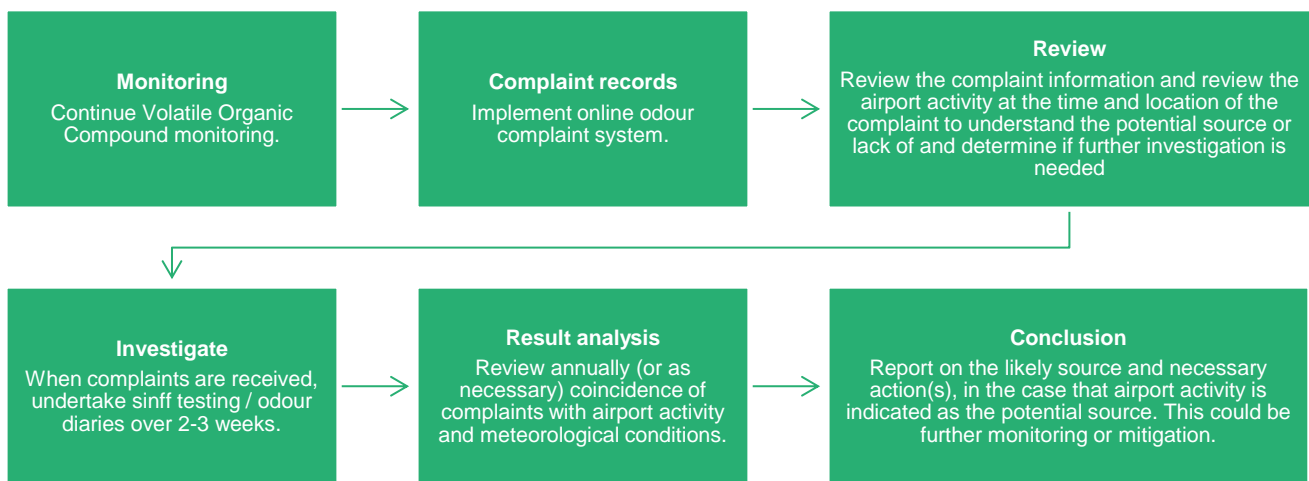 Monitoring
Continue Volatile Organic
Compound monitoring.
Complaint records
Implement online odour
complaint system.
Review
Review the complaint information and review the
airport activity at the time and location of the
complaint to understand the potential source or
lack of and determine if further investigation is
needed
Investigate
When complaints are received,
undertake sinff testing / odour
diaries over 2-3 weeks.
Result analysis
Review annually (or as
necessary) coincidence of
complaints with airport activity
and meteorological conditions.
Conclusion
Report on the likely source and necessary
action(s), in the case that airport activity is
indicated as the potential source. This could be
further monitoring or mitigation.